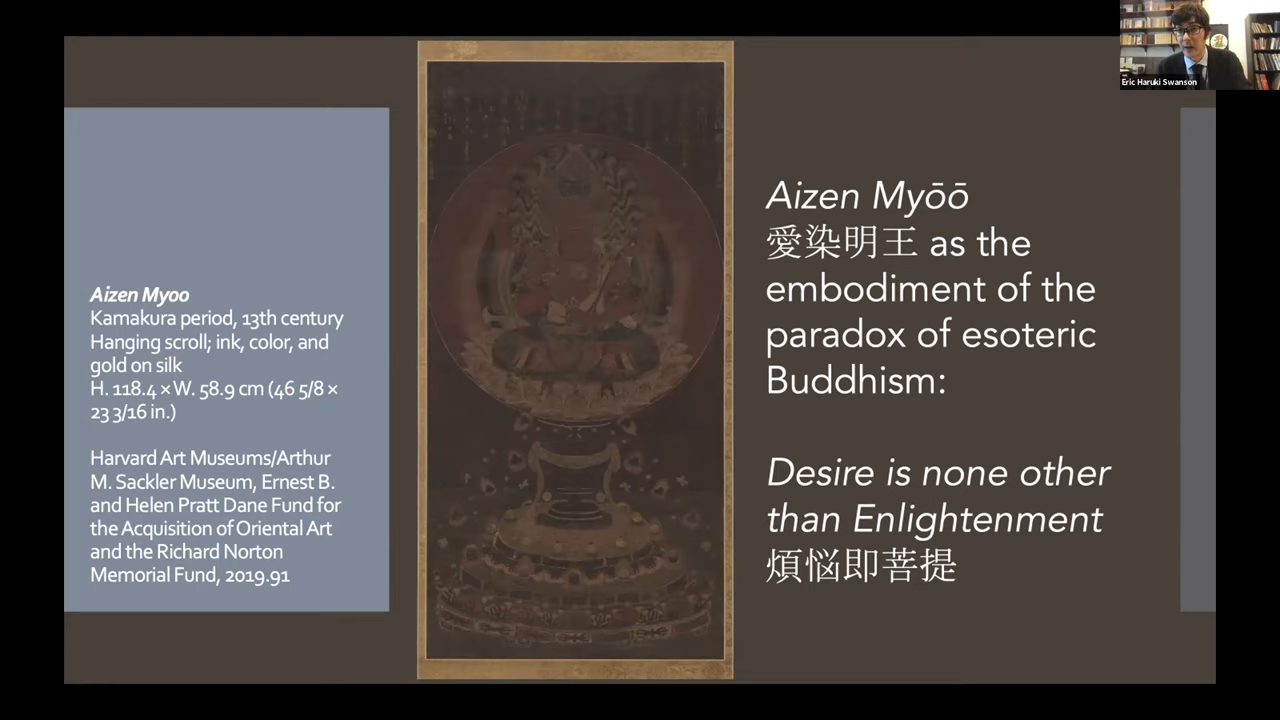 Eric Haruki Swanson
Aizen Myoo
Kamakura period, 13th century
Hanging scroll; ink, color, and
gold on silk
H. 118.4 × W. 58.9 cm (46 5/8 ×
23 3/16 in.)
Harvard Art Museums/Arthur
M. Sackler Museum, Ernest B.
and Helen Pratt Dane Fund for
the Acquisition of Oriental Art
and the Richard Norton
Memorial Fund, 2019.91
Aizen Myōō
愛染明王 as the
embodiment of the
paradox of esoteric
Buddhism:
Desire is none other
than Enlightenment
煩悩即菩提